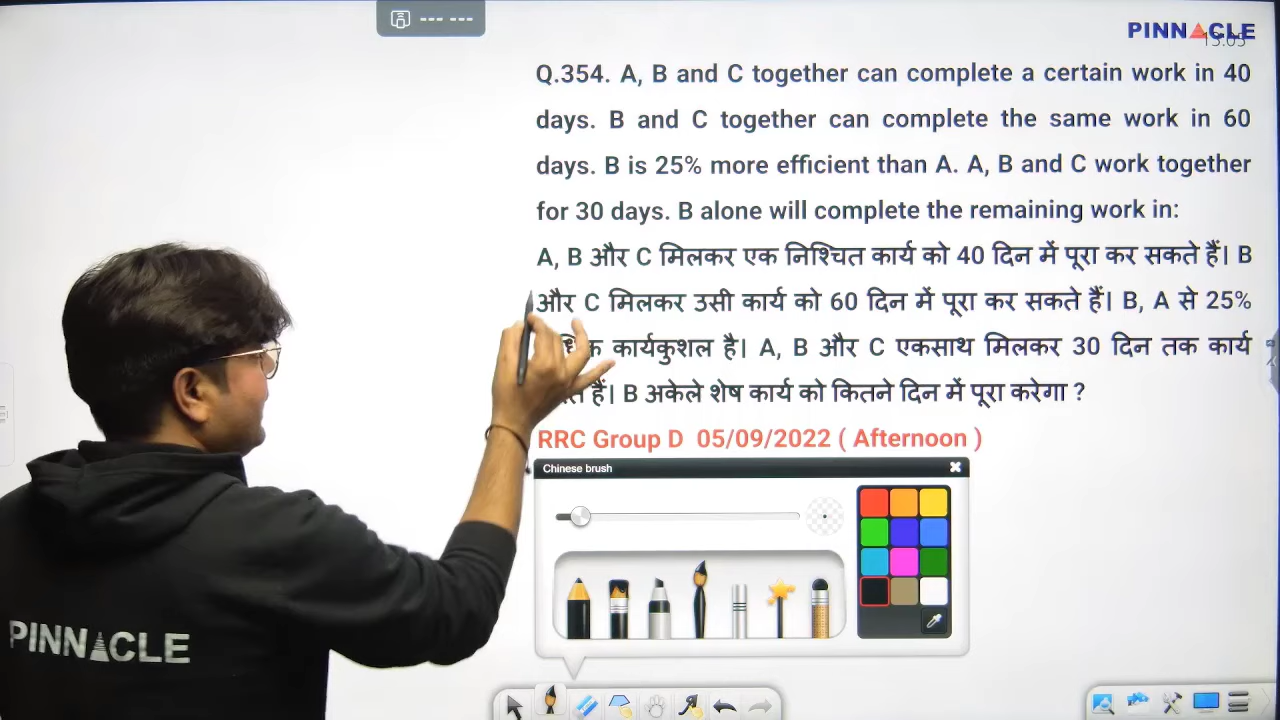 PINNACLE
13:05
Q.354. A, B and C together can complete a certain work in 40
days. B and C together can complete the same work in 60
days. B is 25% more efficient than A. A, B and C work together
for 30 days. B alone will complete the remaining work in:
A, B और C मिलकर एक निश्चित कार्य को 40 दिन में पूरा कर सकते हैं। B
और C मिलकर उसी कार्य को 60 दिन में पूरा कर सकते हैं। B, A से 25%
कार्यकुशल है। A, B और C एकसाथ मिलकर 30 दिन तक कार्य
हैं। B अकेले शेष कार्य को कितने दिन में पूरा करेगा ?
RRC Group D 05/09/2022 ( Afternoon )
Chinese brush
PINNACLE